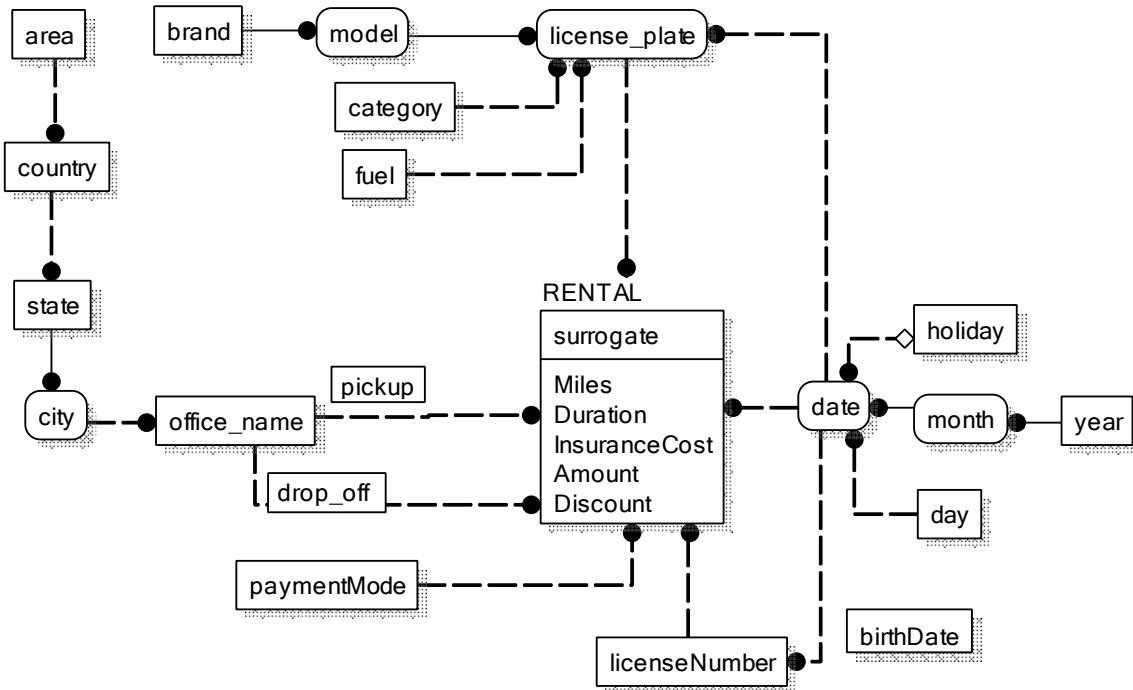 area
brand
model
license_plate
category
country
fuel
state
RENTAL
surrogate
holiday
pickup
Miles
city
office_name
Duration
date
month
year
InsuranceCost
Amount
drop_off
Discount
day
paymentMode
birthDate
licenseNumber